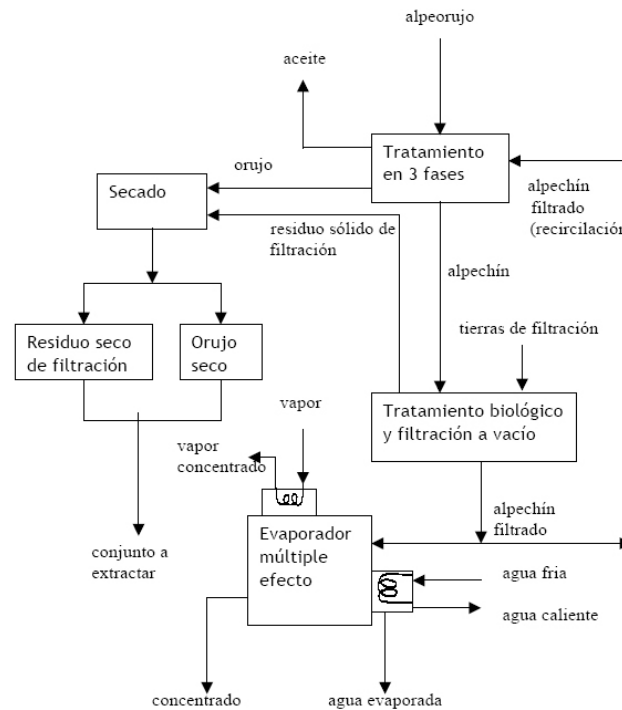 alpeorujo
aceite
Tratamiento
en 3 fases
orujo
Secado
alpechín
filtrado
(recircilación
residuo sólido de
filtración
alpechín
tierras de filtración
Residuo seco
de filtración
Orujo
seco
Tratamiento biológico
y filtración a vacío
vapor
vapor
concentrado
alpechín
filtrado
Evaporador
múltiple
efecto
conjunto a
extractar
agua fria
agua caliente
concentrado
agua evaporada